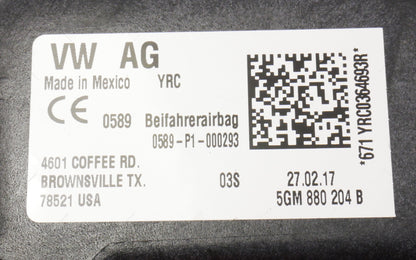 VW AG
Made in Mexico YRC
CE 0589 Beifahrerairbag
0589-P1-000293
4601 COFFEE RD.
BROWNSVILLE TX. 03S 27.02.17
78521 USA 5GM 880 204 B
*671 YRC0364693R*